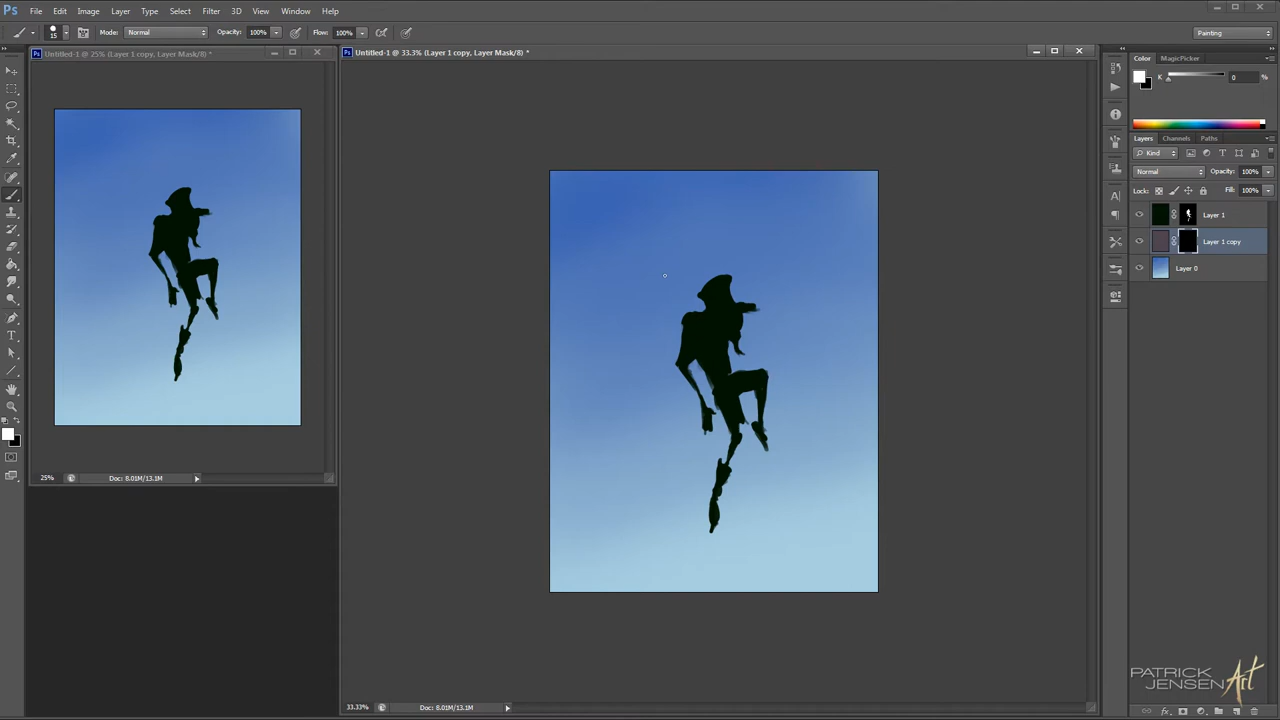 Ps File Edit Image Layer Type Select Filter 3D View Window Help
15 Mode: Normal Opacity: 100% Flow: 100% Painting
Untitled-1 @ 25% (Layer 1 copy, Layer Mask/8) *
Untitled-1 @ 33.3% (Layer 1 copy, Layer Mask/8) *
Color MagicPicker
K 0 %
Layers Channels Paths
Kind
Normal Opacity: 100%
Lock: Fill: 100%
Layer 1
Layer 1 copy
Layer 0
25% Doc: 8.01M/13.1M
33.33% Doc: 8.01M/13.1M
PATRICK
JENSEN Art